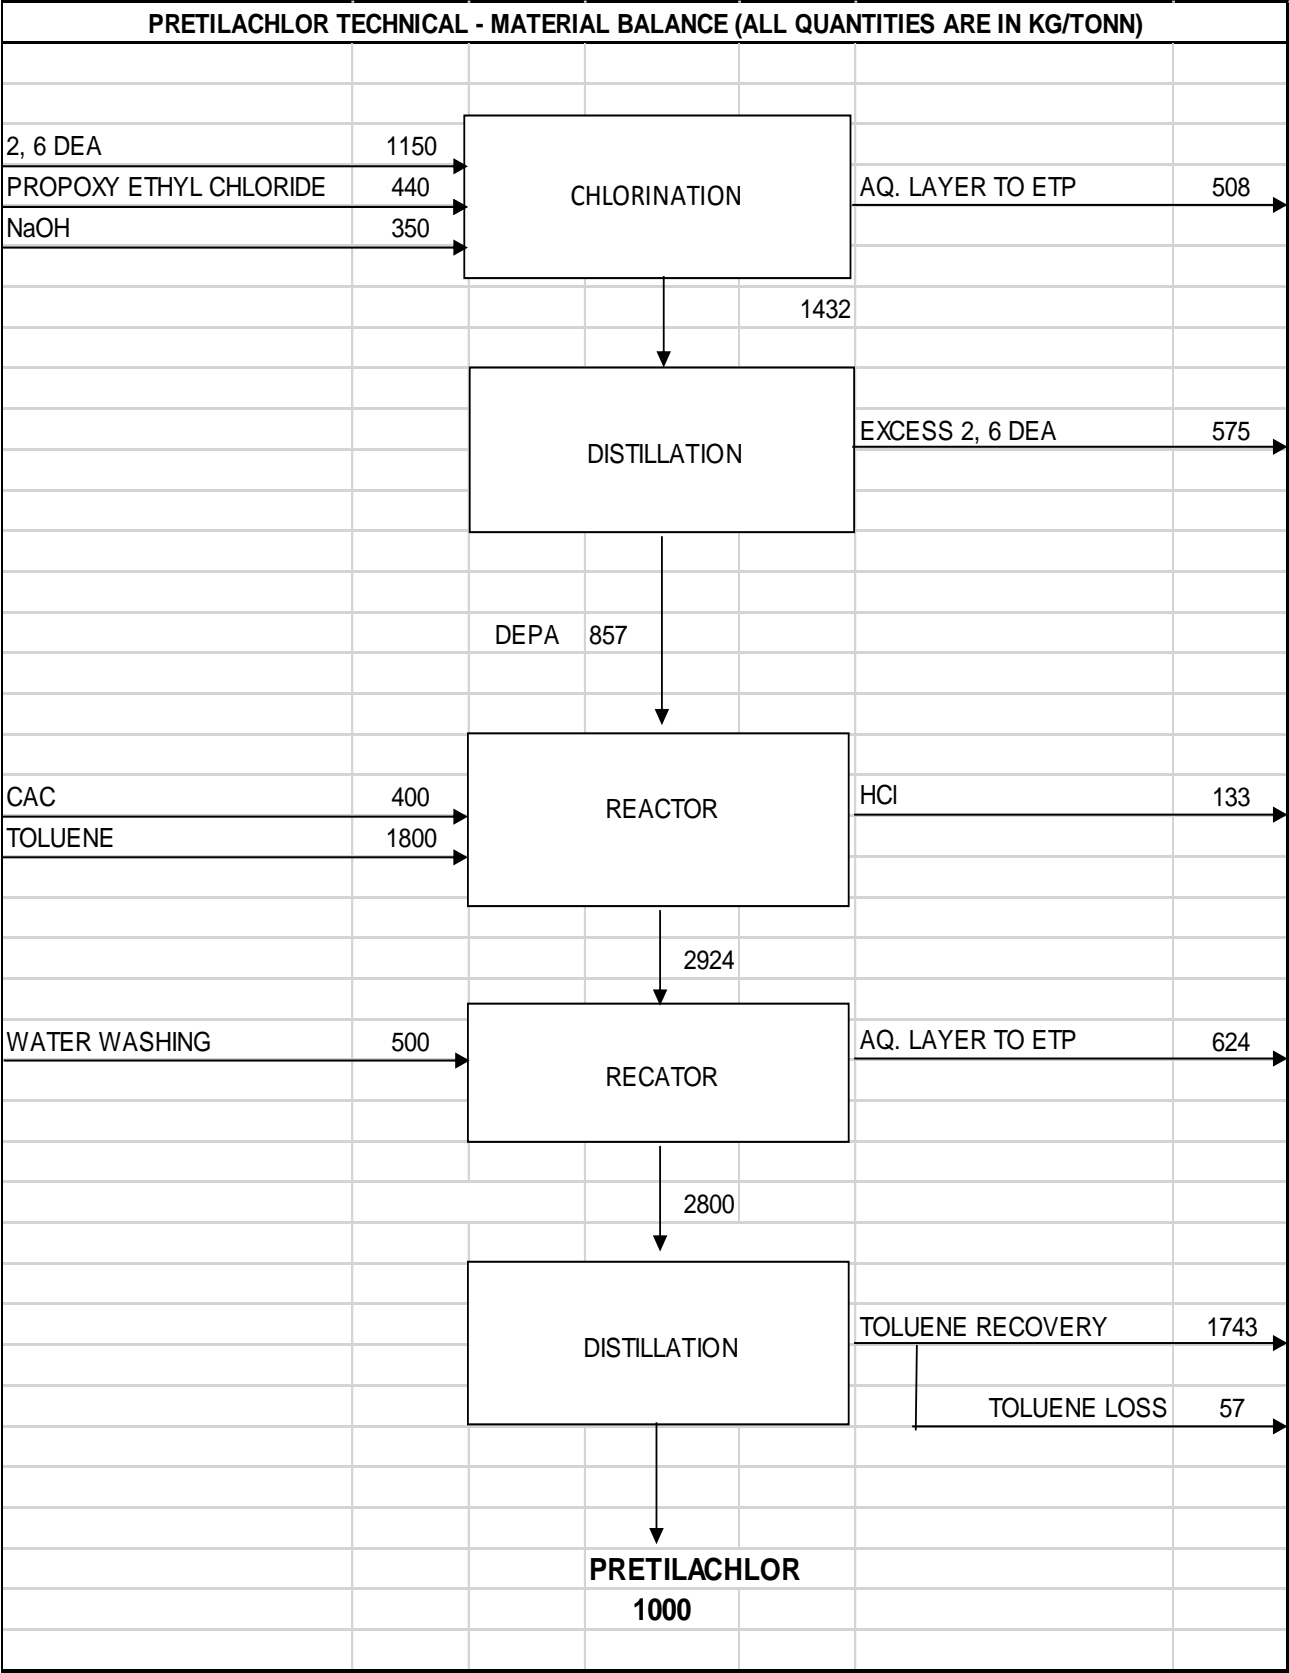 PRETILACHLOR TECHNICAL - MATERIAL BALANCE (ALL QUANTITIES ARE IN KG/TONN)
2, 6 DEA 1150
PROPOXY ETHYL CHLORIDE 440
NaOH 350
CHLORINATION
AQ. LAYER TO ETP 508
1432
DISTILLATION
EXCESS 2, 6 DEA 575
DEPA 857
CAC 400
TOLUENE 1800
REACTOR
HCl 133
2924
WATER WASHING 500
RECATOR
AQ. LAYER TO ETP 624
2800
DISTILLATION
TOLUENE RECOVERY 1743
TOLUENE LOSS 57
PRETILACHLOR
1000